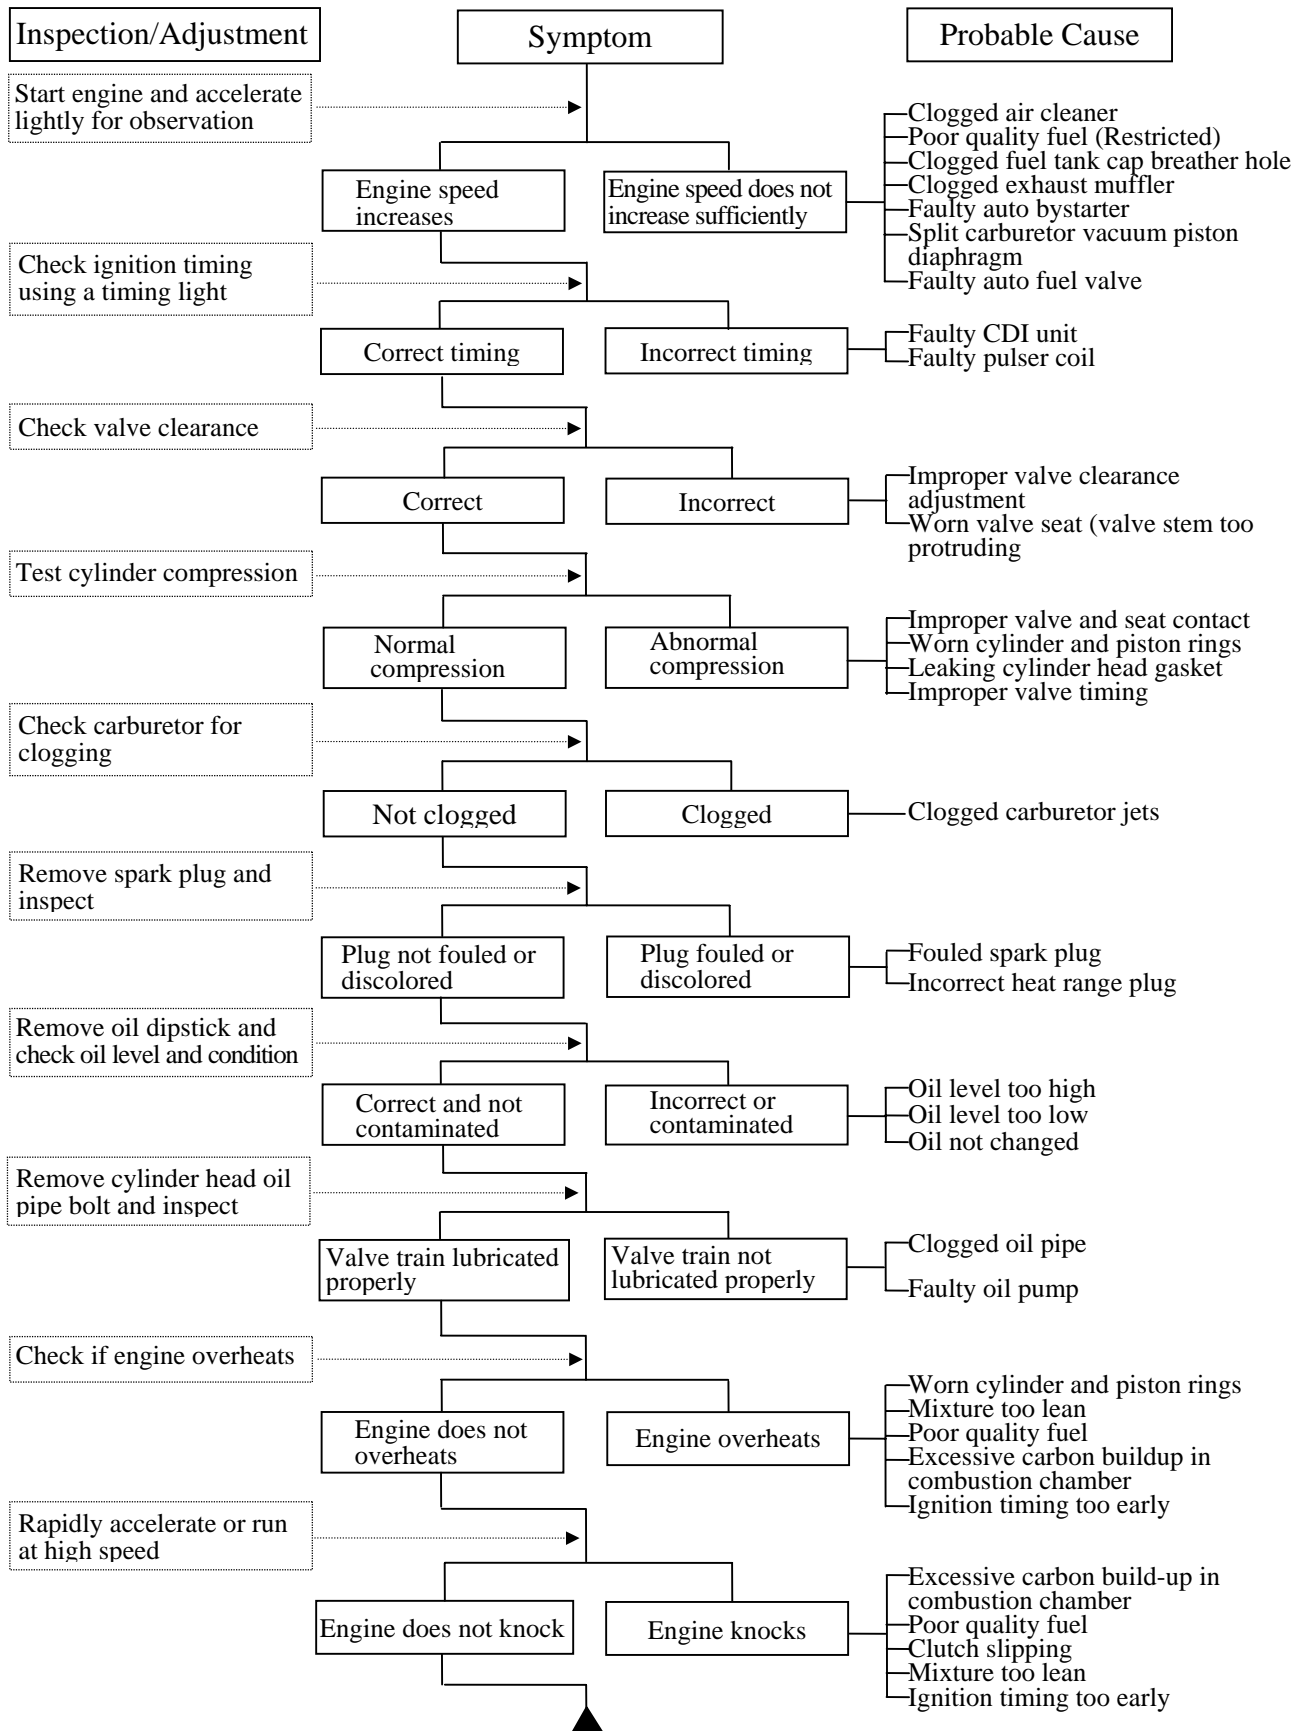 Inspection/Adjustment
Symptom
Probable Cause
Start engine and accelerate
lightly for observation
Clogged air cleaner
Poor quality fuel (Restricted)
Clogged fuel tank cap breather hole
Clogged exhaust muffler
Faulty auto bystarter
Split carburetor vacuum piston
diaphragm
Faulty auto fuel valve
Engine speed
increases
Engine speed does not
increase sufficiently
Check ignition timing
using a timing light
Correct timing
Incorrect timing
Faulty CDI unit
Faulty pulser coil
Check valve clearance
Correct
Incorrect
Improper valve clearance
adjustment
Worn valve seat (valve stem too
protruding
Test cylinder compression
Normal
compression
Abnormal
compression
Improper valve and seat contact
Worn cylinder and piston rings
Leaking cylinder head gasket
Improper valve timing
Check carburetor for
clogging
Not clogged
Clogged
Clogged carburetor jets
Remove spark plug and
inspect
Plug not fouled or
discolored
Plug fouled or
discolored
Fouled spark plug
Incorrect heat range plug
Remove oil dipstick and
check oil level and condition
Correct and not
contaminated
Incorrect or
contaminated
Oil level too high
Oil level too low
Oil not changed
Remove cylinder head oil
pipe bolt and inspect
Valve train lubricated
properly
Valve train not
lubricated properly
Clogged oil pipe
Faulty oil pump
Check if engine overheats
Engine does not
overheats
Engine overheats
Worn cylinder and piston rings
Mixture too lean
Poor quality fuel
Excessive carbon buildup in
combustion chamber
Ignition timing too early
Rapidly accelerate or run
at high speed
Engine does not knock
Engine knocks
Excessive carbon build-up in
combustion chamber
Poor quality fuel
Clutch slipping
Mixture too lean
Ignition timing too early